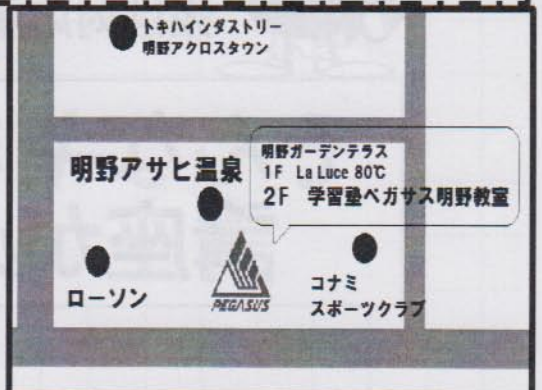 トキハインダストリー
明野アクロスタウン
明野アサヒ温泉
明野ガーデンテラス
1F La Luce 80℃
2F 学習塾ペガサス明野教室
ローソン
PEGASUS
コナミ
スポーツクラブ